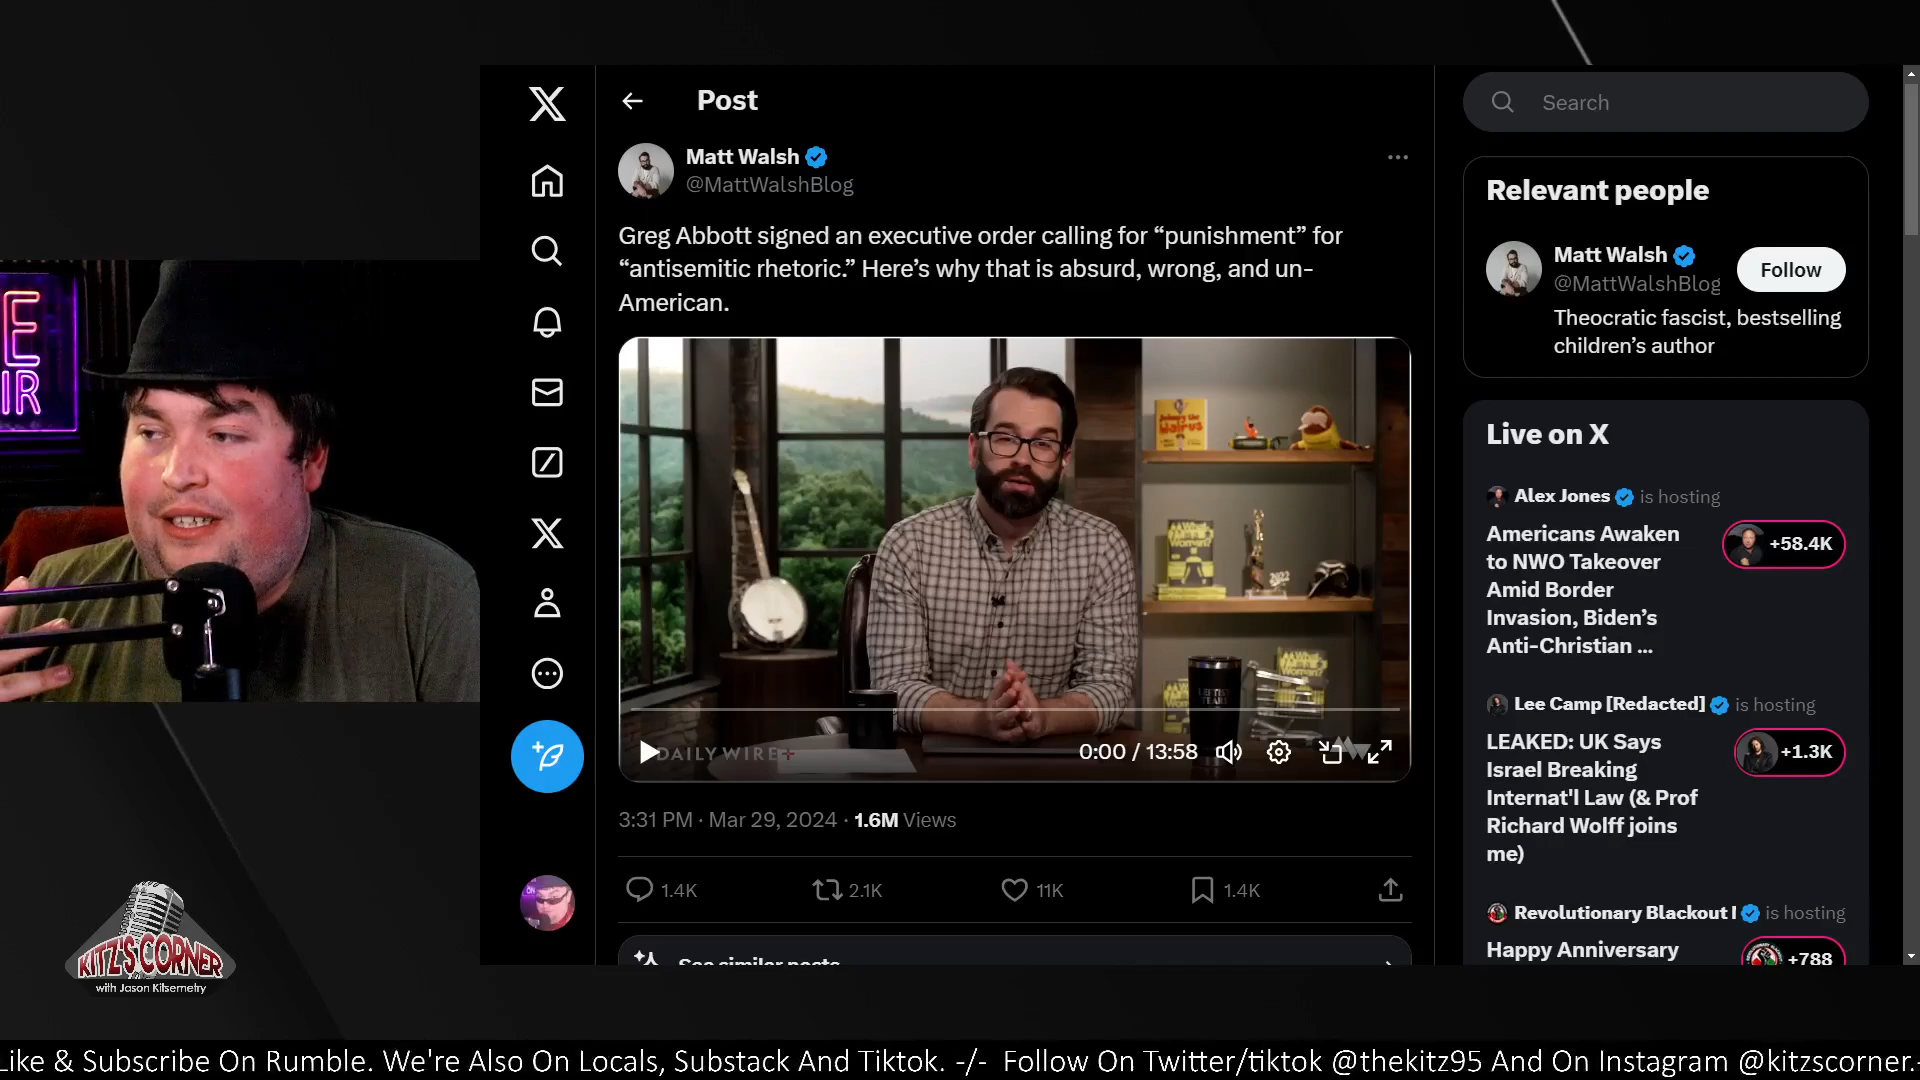 Post
Search
Matt Walsh
@MattWalshBlog
Greg Abbott signed an executive order calling for “punishment” for
“antisemitic rhetoric.” Here’s why that is absurd, wrong, and un-
American.
DAILY WIRE+
0:00 / 13:58
3:31 PM · Mar 29, 2024 · 1.6M Views
1.4K
2.1K
11K
1.4K
See similar posts
Relevant people
Matt Walsh
@MattWalshBlog
Follow
Theocratic fascist, bestselling
children’s author
Live on X
Alex Jones is hosting
Americans Awaken
to NWO Takeover
Amid Border
Invasion, Biden’s
Anti-Christian ...
+58.4K
Lee Camp [Redacted] is hosting
LEAKED: UK Says
Israel Breaking
Internat'l Law (& Prof
Richard Wolff joins
me)
+1.3K
Revolutionary Blackout is hosting
Happy Anniversary
+788
E
IR
KITZ'S CORNER
with Jason Kitsemetry
Like & Subscribe On Rumble. We're Also On Locals, Substack And Tiktok. -/- Follow On Twitter/tiktok @thekitz95 And On Instagram @kitzscorner.